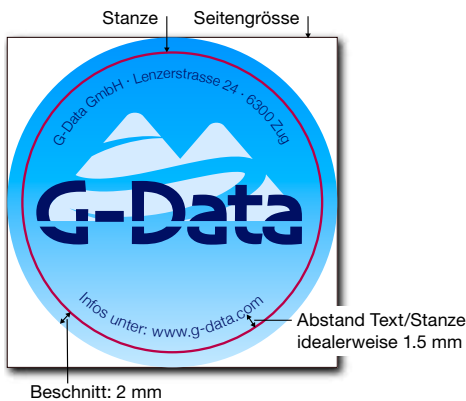 Stanze Seitengrösse
G-Data GmbH · Lenzerstrasse 24 · 6300 Zug
G-Data
Infos unter: www.g-data.com
Abstand Text/Stanze
idealerweise 1.5 mm
Beschnitt: 2 mm